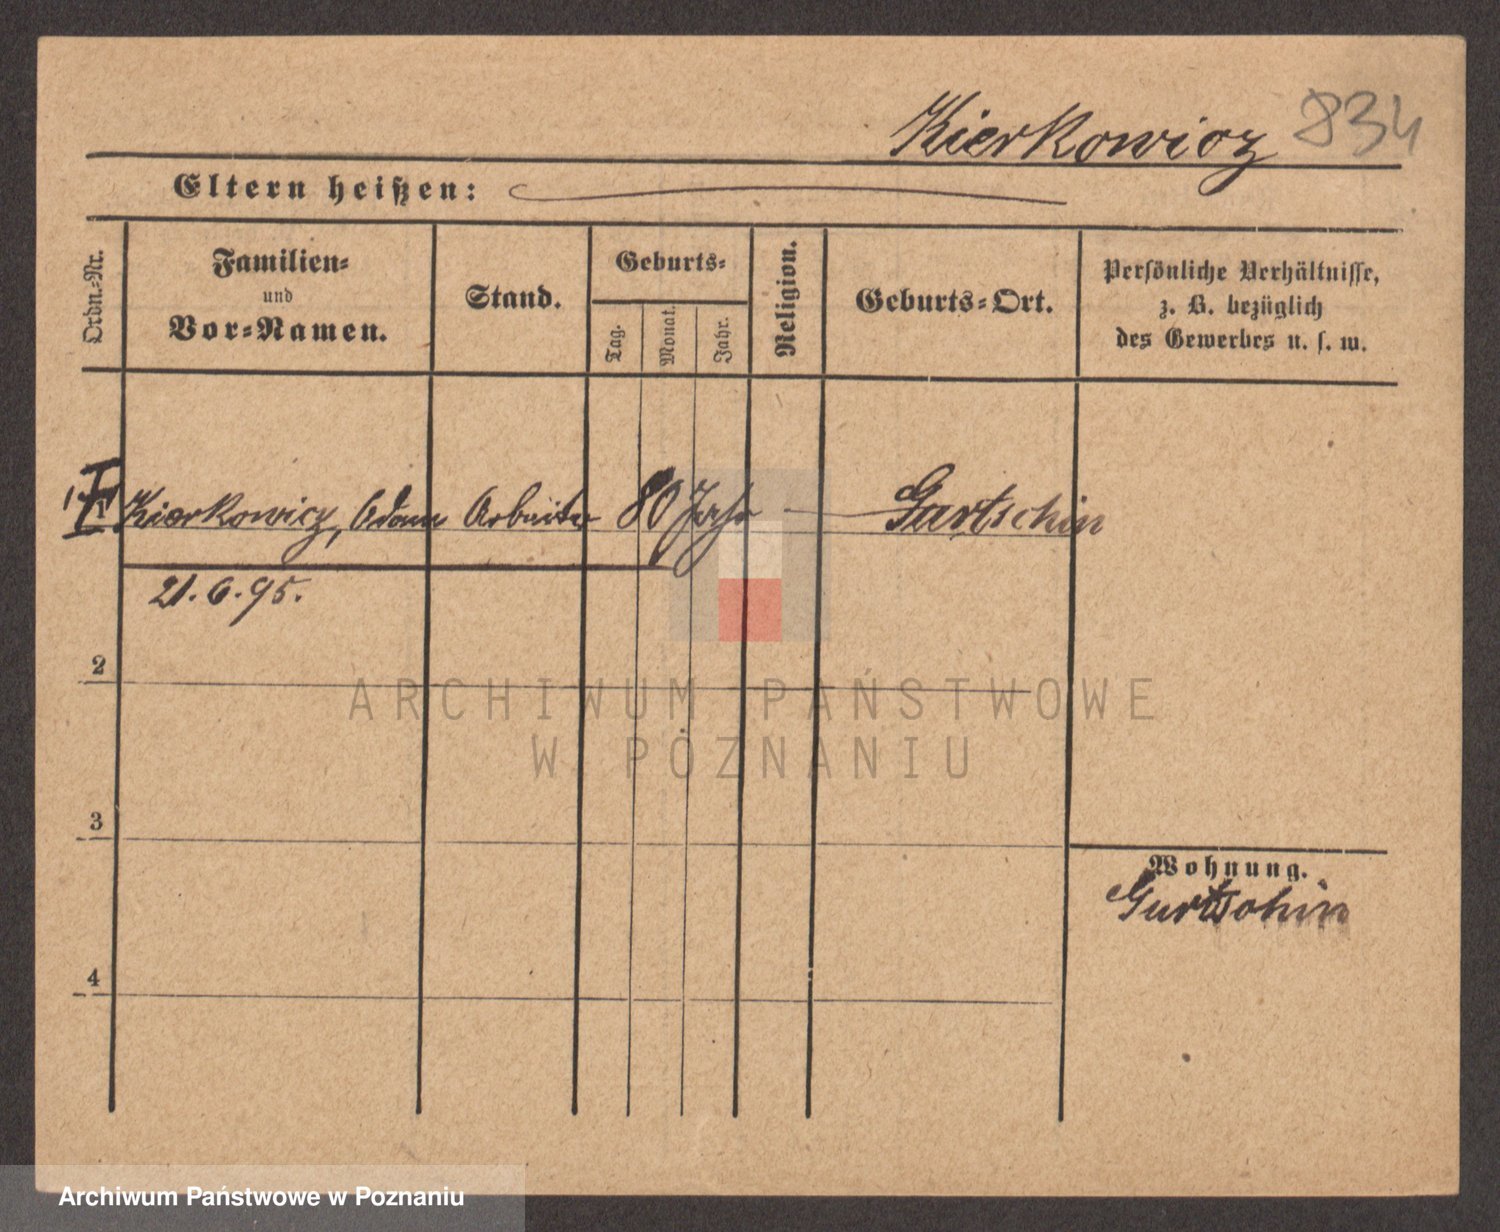 Kierkowicz 834
Eltern heißen:
Ordn.-Nr.
Familien-
und
Vor-Namen.
Stand.
Geburts-
Tag.
Monat.
Jahr.
Religion.
Geburts-Ort.
Persönliche Verhältnisse,
z. B. bezüglich
des Gewerbes u. s. w.
Kierkowicz, Adam Arbeiter 80 Jahr — Gartschin
21.6.95.
2
3
4
Wohnung.
Gurtschin
ARCHIWUM PAŃSTWOWE
W POZNANIU
Archiwum Państwowe w Poznaniu